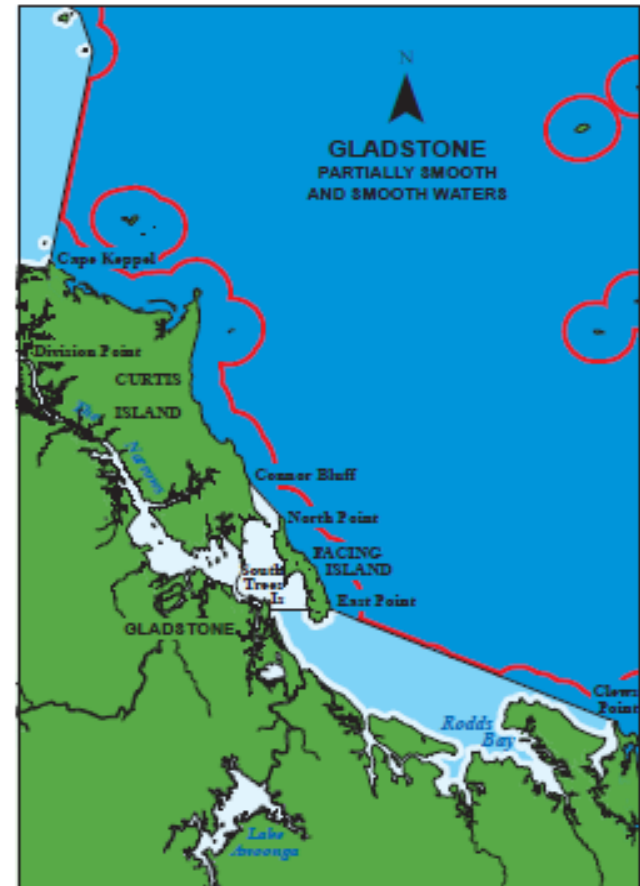 N
GLADSTONE
PARTIALLY SMOOTH
AND SMOOTH WATERS
Cape Keppel
Division Point
CURTIS
ISLAND
The
Narrows
Connor Bluff
North Point
FACING
ISLAND
South
Trees
Is
East Point
GLADSTONE
Clews
Point
Rodds
Bay
Lake
Awoonga